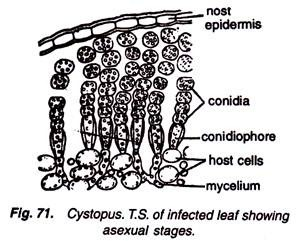 nost
epidermis
conidia
conidiophore
host cells
mycelium
Fig. 71. Cystopus. T.S. of infected leaf showing
asexual stages.